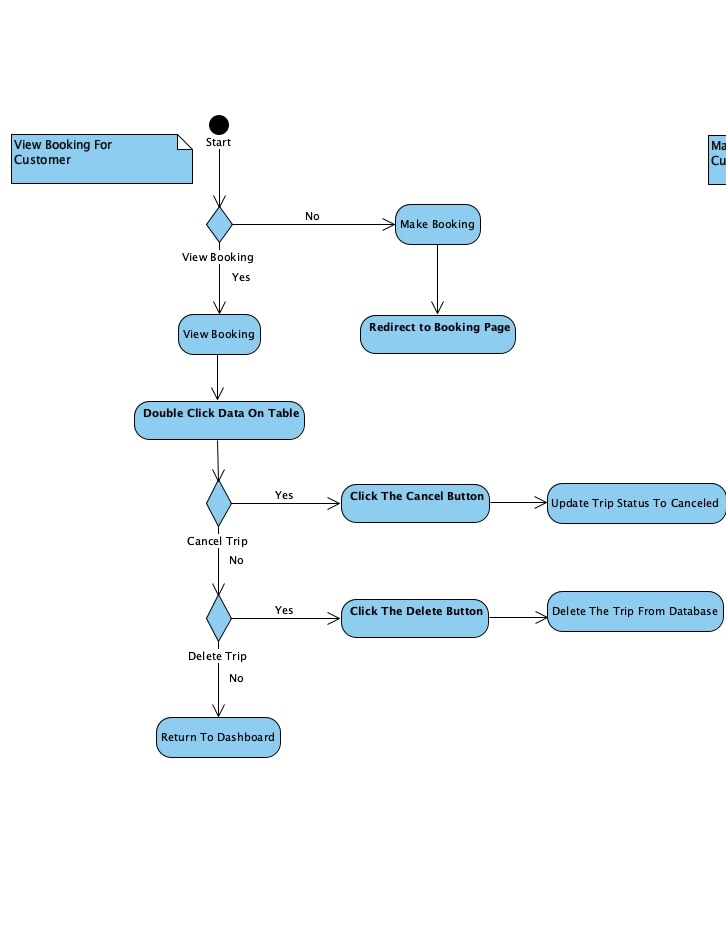 View Booking For
Customer
Start
Ma
Cu
No
Make Booking
View Booking
Yes
View Booking
Redirect to Booking Page
Double Click Data On Table
Yes
Click The Cancel Button
Update Trip Status To Canceled
Cancel Trip
No
Yes
Click The Delete Button
Delete The Trip From Database
Delete Trip
No
Return To Dashboard